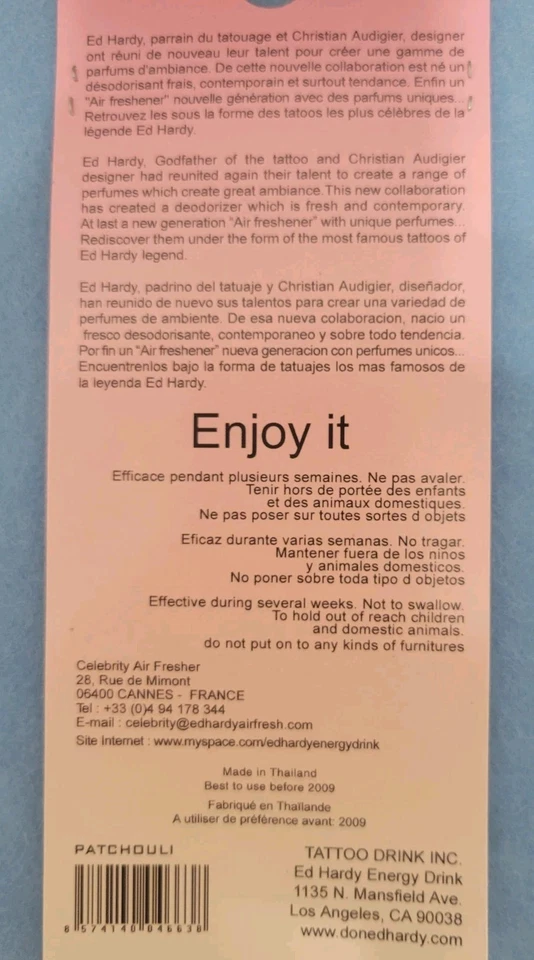 Ed Hardy, parrain du tatouage et Christian Audigier, designer
ont réuni de nouveau leur talent pour créer une gamme de
parfums d'ambiance. De cette nouvelle collaboration est né un
désodorisant frais, contemporain et surtout tendance. Enfin un
"Air freshener" nouvelle génération avec des parfums uniques...
Retrouvez les sous la forme des tatoos les plus célèbres de la
légende Ed Hardy.
Ed Hardy, Godfather of the tattoo and Christian Audigier
designer had reunited again their talent to create a range of
perfumes which create great ambiance.This new collaboration
has created a deodorizer which is fresh and contemporary.
At last a new generation "Air freshener" with unique perfumes...
Rediscover them under the form of the most famous tattoos of
Ed Hardy legend.
Ed Hardy, padrino del tatuaje y Christian Audigier, diseñador,
han reunido de nuevo sus talentos para crear una variedad de
perfumes de ambiente. De esa nueva colaboracion, nacio un
fresco desodorisante, contemporaneo y sobre todo tendencia.
Por fin un "Air freshener" nueva generacion con perfumes unicos...
Encuentrenlos bajo la forma de tatuajes los mas famosos de
la leyenda Ed Hardy.
Enjoy it
Efficace pendant plusieurs semaines. Ne pas avaler.
Tenir hors de portée des enfants
et des animaux domestiques.
Ne pas poser sur toutes sortes d objets
Eficaz durante varias semanas. No tragar.
Mantener fuera de los ninos
y animales domesticos.
No poner sobre toda tipo d objetos
Effective during several weeks. Not to swallow.
To hold out of reach children
and domestic animals.
do not put on to any kinds of furnitures
Celebrity Air Fresher
28, Rue de Mimont
06400 CANNES - FRANCE
Tel : +33 (0)4 94 178 344
E-mail : celebrity@edhardyairfresh.com
Site Internet : www.myspace.com/edhardyenergydrink
Made in Thailand
Best to use before 2009
Fabriqué en Thaïlande
A utiliser de préférence avant: 2009
PATCHOULI
8 574140 046638
TATTOO DRINK INC.
Ed Hardy Energy Drink
1135 N. Mansfield Ave.
Los Angeles, CA 90038
www.donedhardy.com